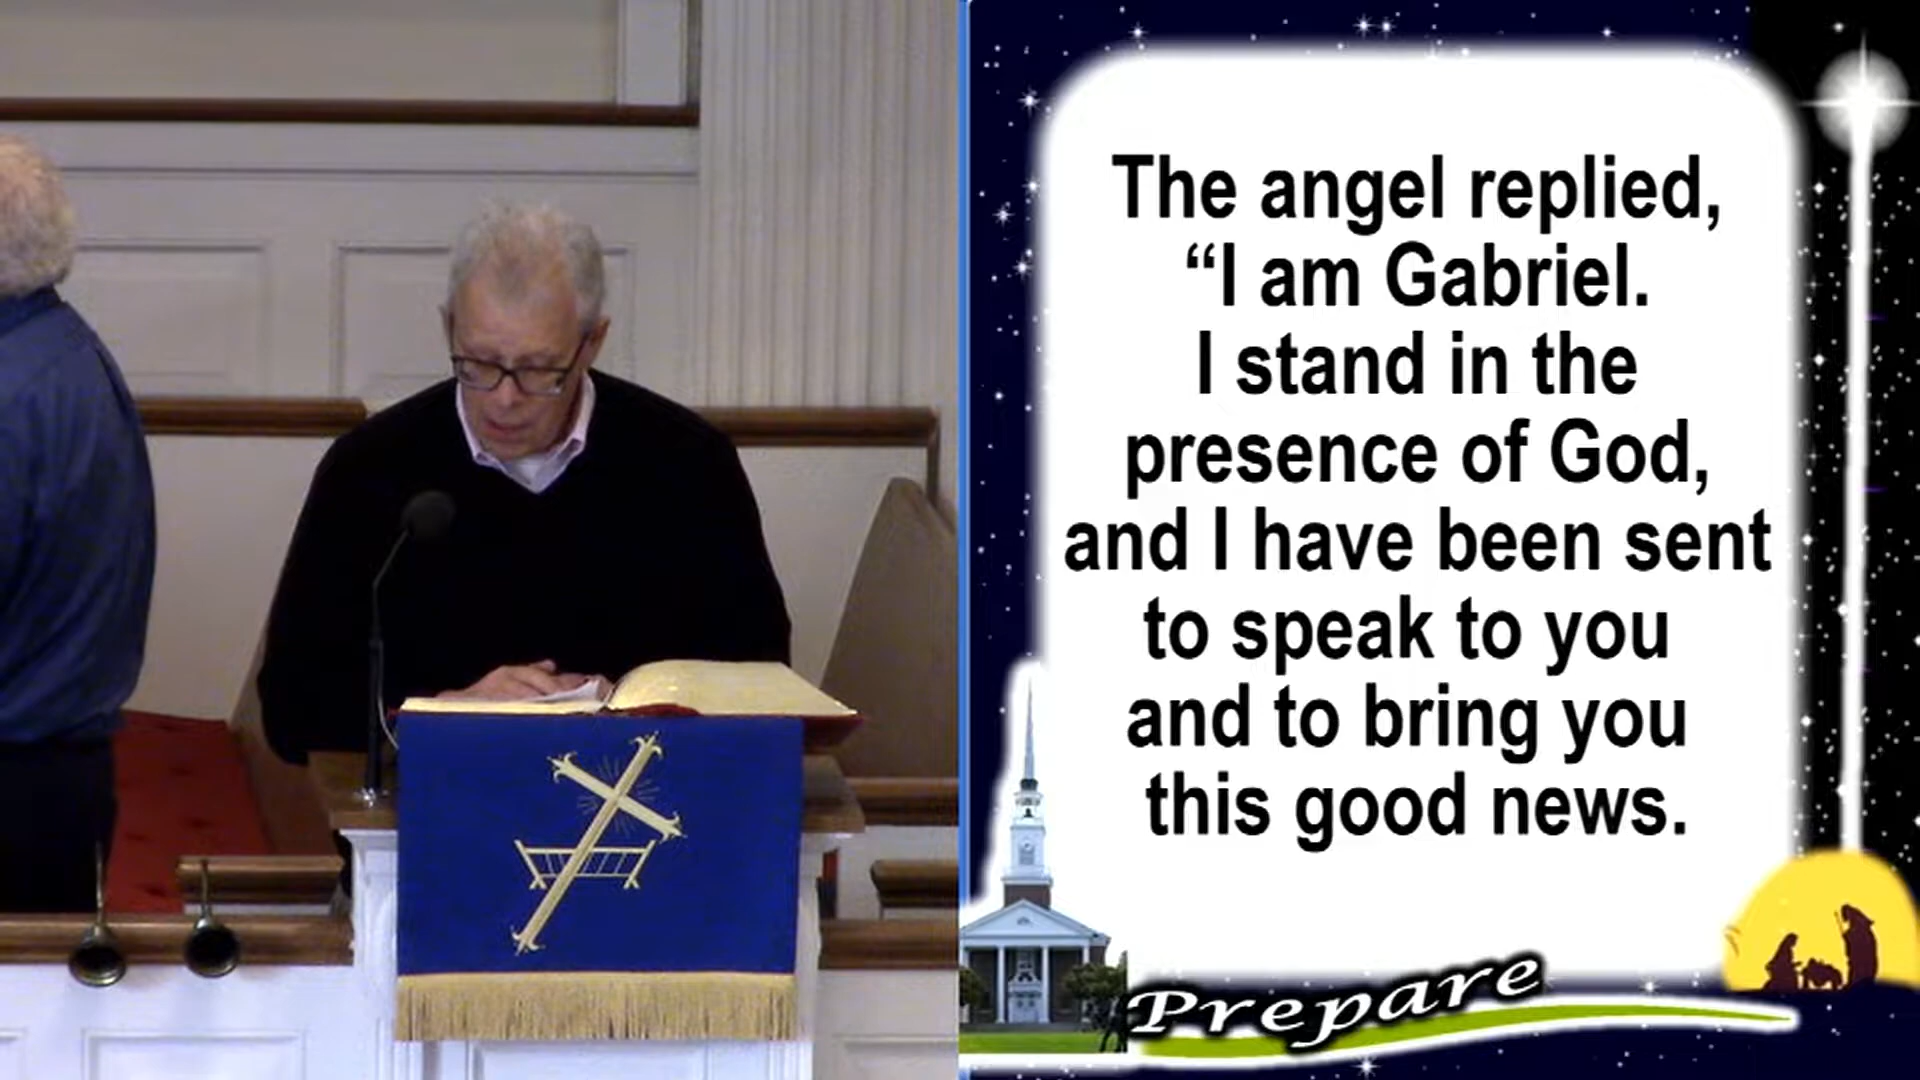 The angel replied,
“I am Gabriel.
I stand in the
presence of God,
and I have been sent
to speak to you
and to bring you
this good news.
Prepare